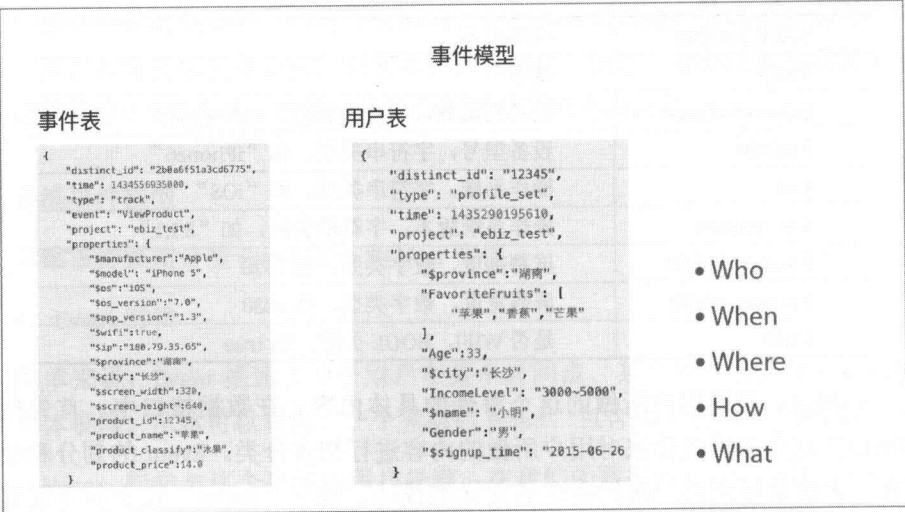 事件模型
事件表
{
"distinct_id": "2b0a6f51a3cd6775",
"time": 1434556935000,
"type": "track",
"event": "ViewProduct",
"project": "ebiz_test",
"properties": {
"$manufacturer":"Apple",
"$model": "iPhone 5",
"$os":"iOS",
"$os_version":"7.0",
"$app_version":"1.3",
"$wifi":true,
"$ip":"180.79.35.65",
"$province":"湖南",
"$city":"长沙",
"$screen_width":320,
"$screen_height":640,
"product_id":12345,
"product_name":"苹果",
"product_classify":"水果",
"product_price":14.0
}
用户表
{
"distinct_id": "12345",
"type": "profile_set",
"time": 1435290195610,
"project": "ebiz_test",
"properties": {
"$province":"湖南",
"FavoriteFruits": [
"苹果","香蕉","芒果"
],
"Age":33,
"$city":"长沙",
"IncomeLevel": "3000~5000",
"$name": "小明",
"Gender":"男",
"$signup_time": "2015-06-26
}
• Who
• When
• Where
• How
• What